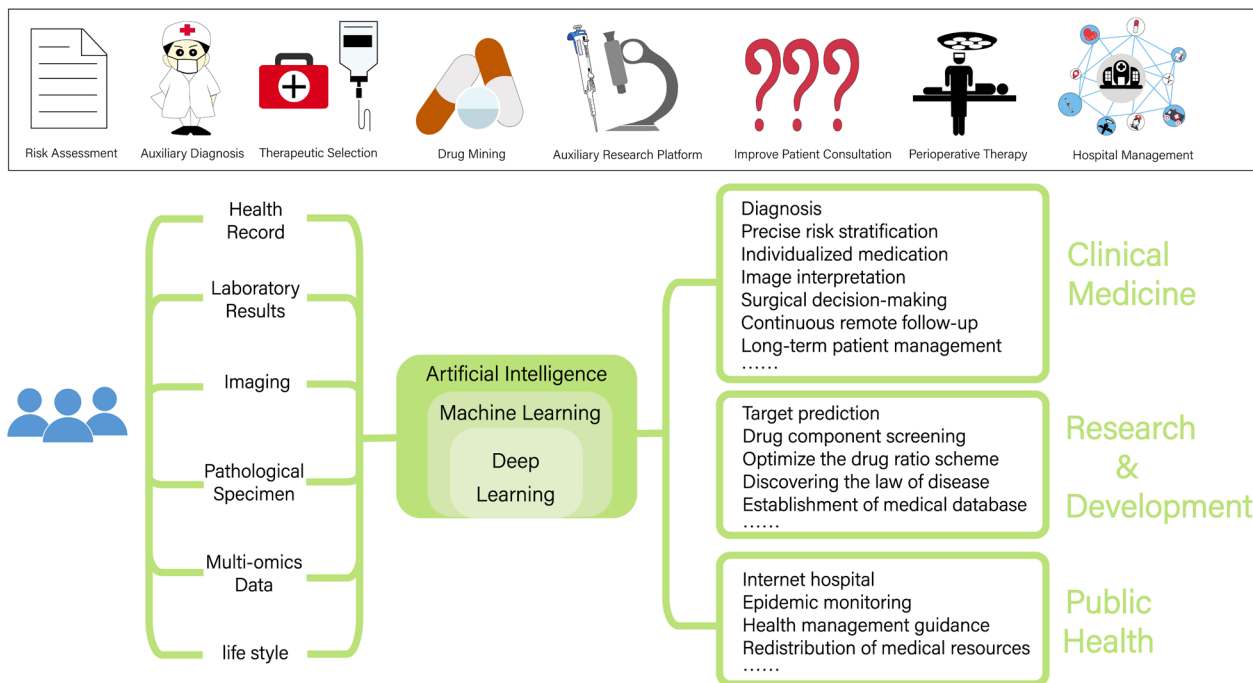 Risk Assessment
Auxiliary Diagnosis
Therapeutic Selection
Drug Mining
Auxiliary Research Platform
Improve Patient Consultation
Perioperative Therapy
Hospital Management
Health
Record
Laboratory
Results
Imaging
Pathological
Specimen
Multi-omics
Data
life style
Artificial Intelligence
Machine Learning
Deep
Learning
Diagnosis
Precise risk stratification
Individualized medication
Image interpretation
Surgical decision-making
Continuous remote follow-up
Long-term patient management
······
Clinical
Medicine
Target prediction
Drug component screening
Optimize the drug ratio scheme
Discovering the law of disease
Establishment of medical database
······
Research
&
Development
Internet hospital
Epidemic monitoring
Health management guidance
Redistribution of medical resources
······
Public
Health